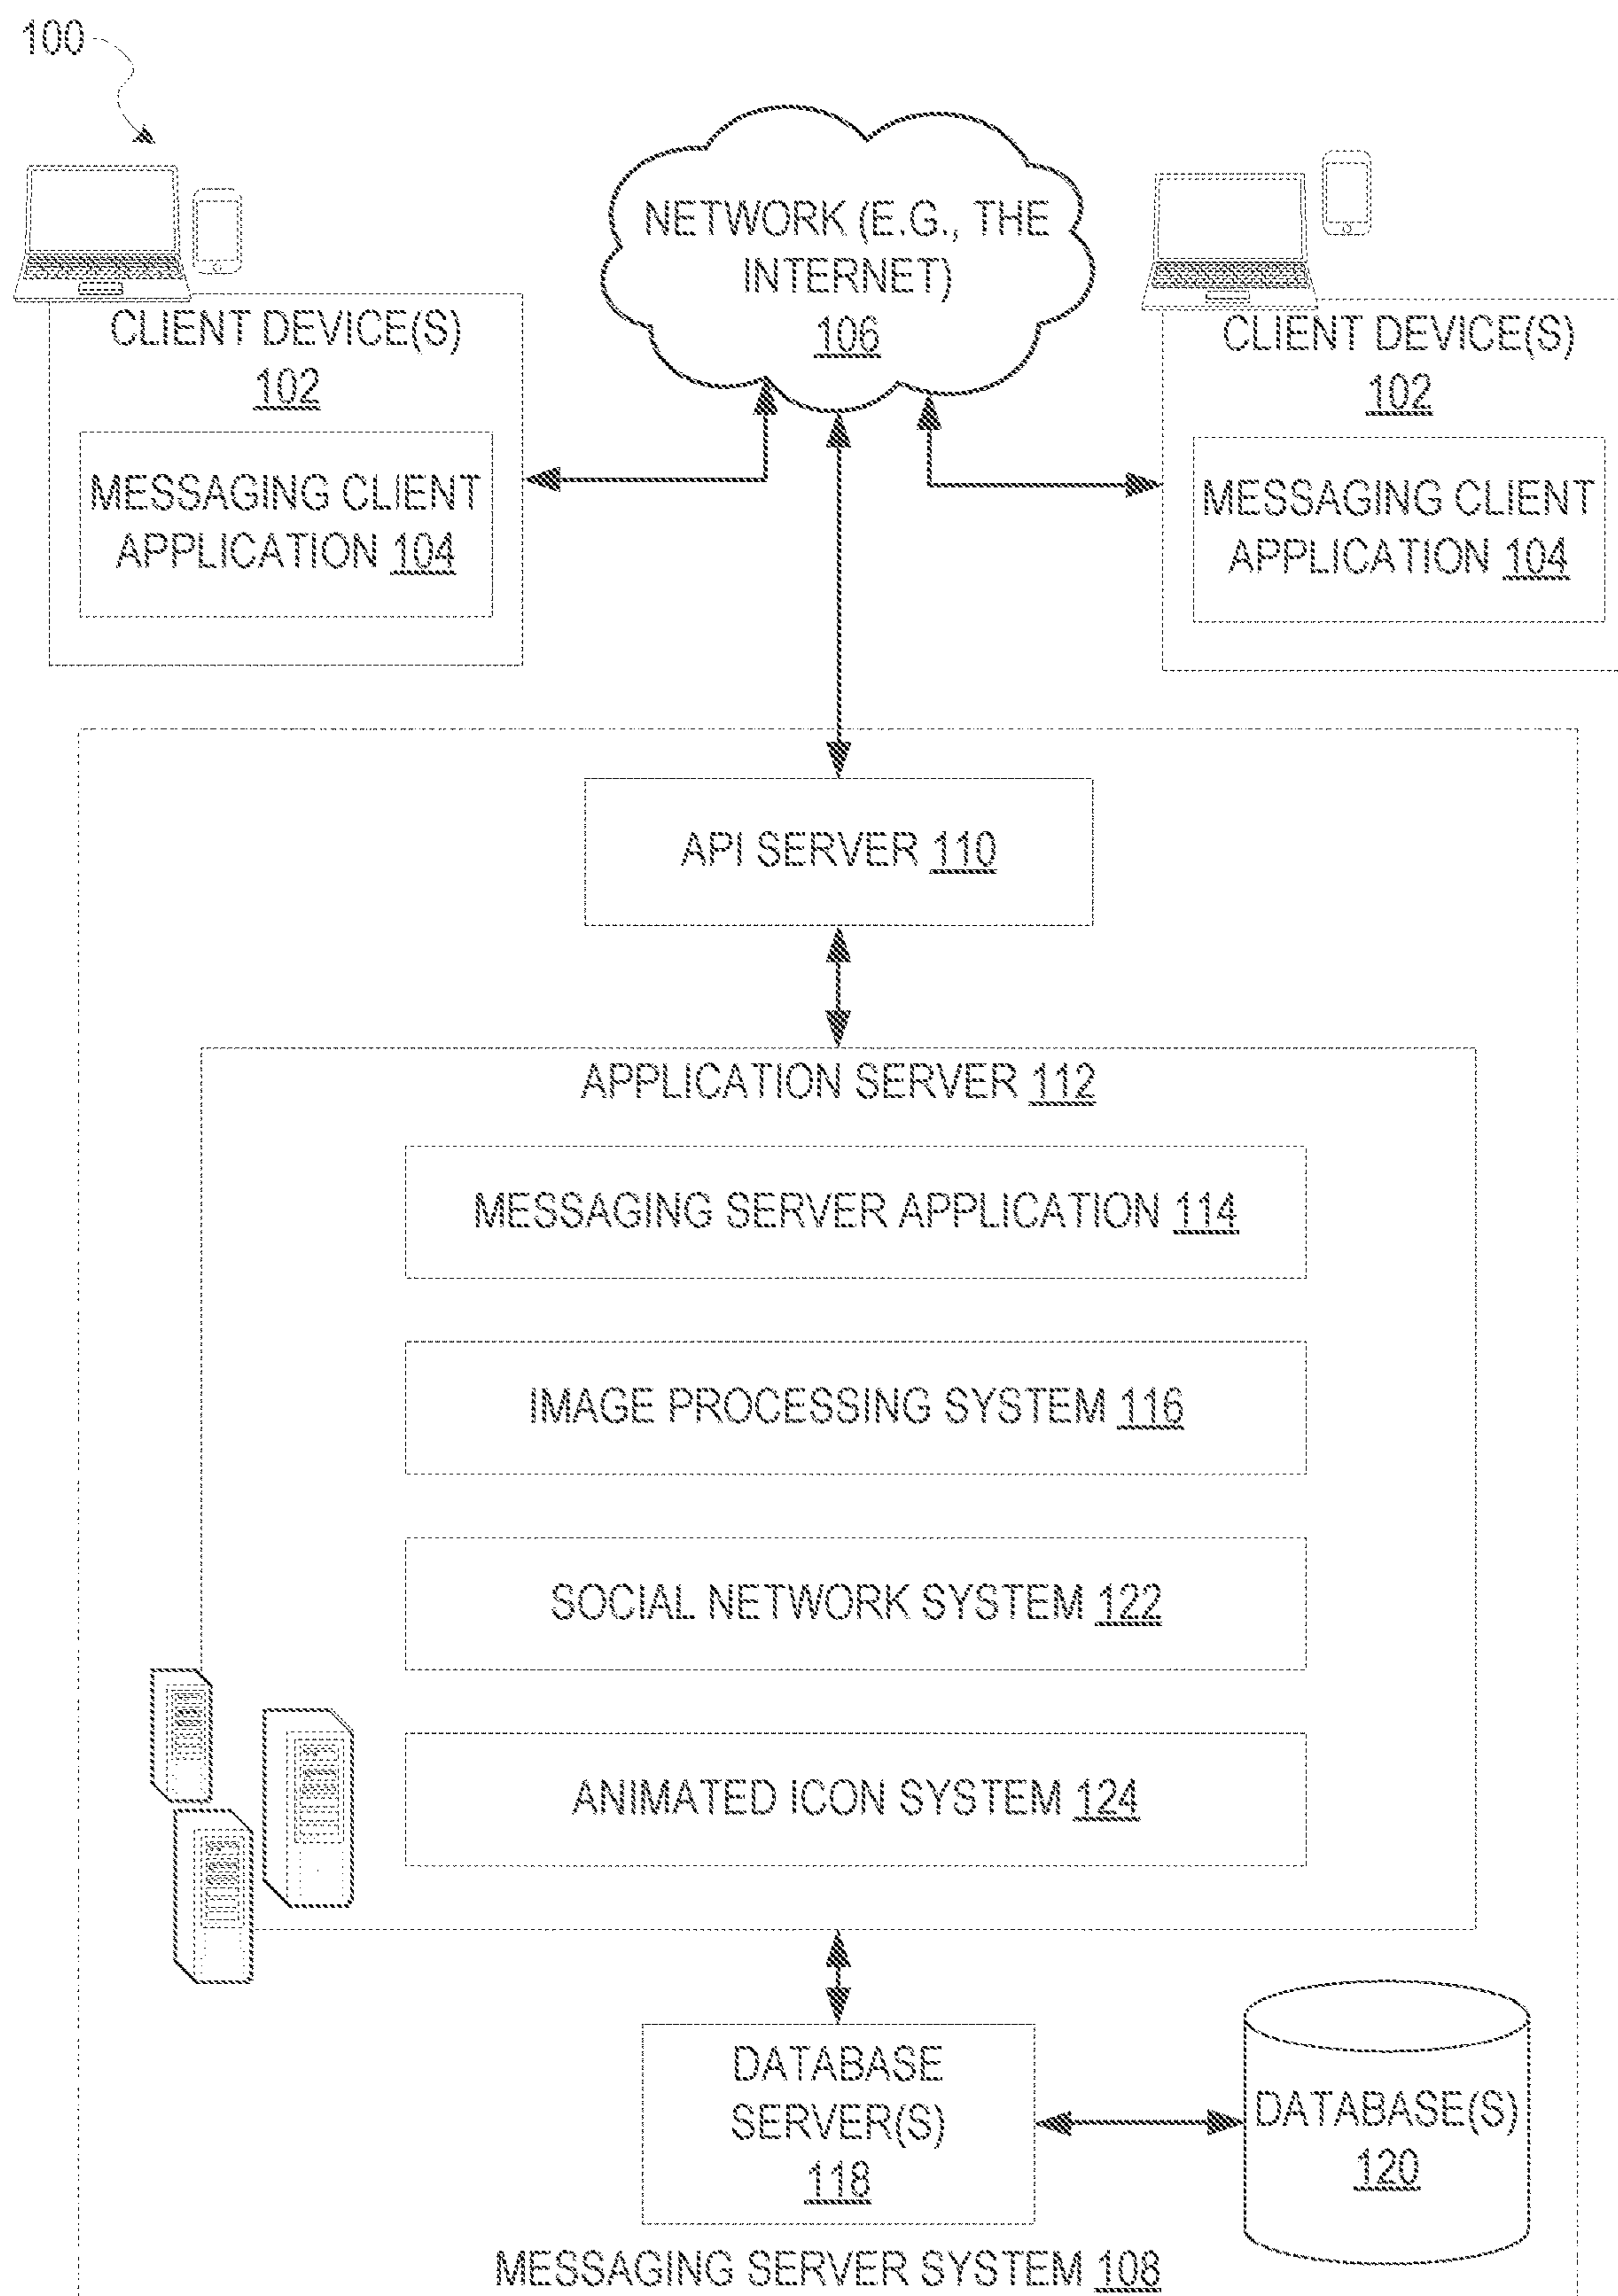 100
NETWORK (E.G., THE
INTERNET)
106
CLIENT DEVICE(S)
102
MESSAGING CLIENT
APPLICATION 104
CLIENT DEVICE(S)
102
MESSAGING CLIENT
APPLICATION 104
API SERVER 110
APPLICATION SERVER 112
MESSAGING SERVER APPLICATION 114
IMAGE PROCESSING SYSTEM 116
SOCIAL NETWORK SYSTEM 122
ANIMATED ICON SYSTEM 124
DATABASE
SERVER(S)
118
DATABASE(S)
120
MESSAGING SERVER SYSTEM 108